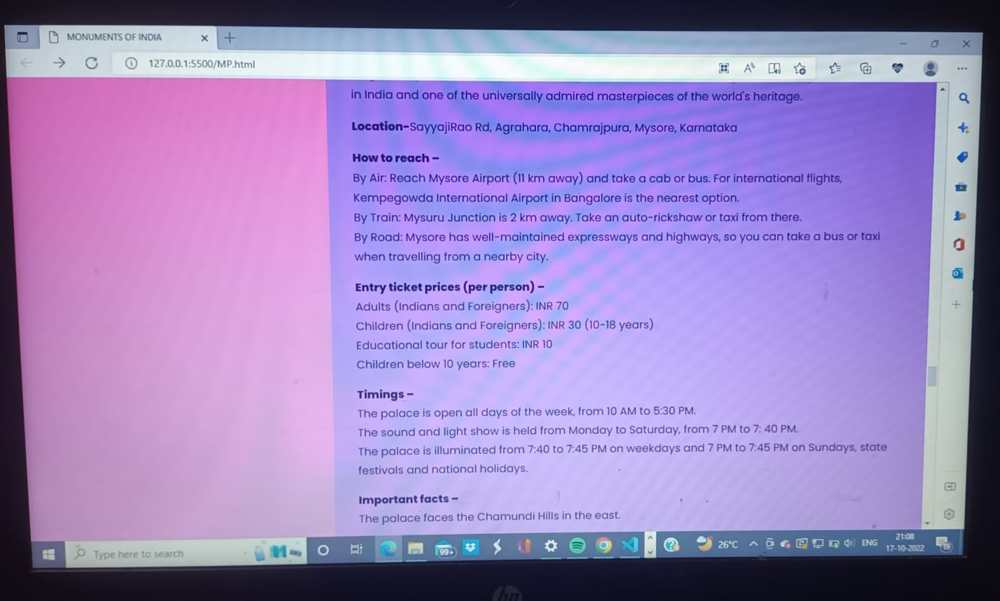 MONUMENTS OF INDIA
127.0.0.1:5500/MP.html
in India and one of the universally admired masterpieces of the world's heritage.
Location-SayyajiRao Rd, Agrahara, Chamrajpura, Mysore, Karnataka
How to reach -
By Air: Reach Mysore Airport (11 km away) and take a cab or bus. For international flights,
Kempegowda International Airport in Bangalore is the nearest option.
By Train: Mysuru Junction is 2 km away. Take an auto-rickshaw or taxi from there.
By Road: Mysore has well-maintained expressways and highways, so you can take a bus or taxi
when travelling from a nearby city.
Entry ticket prices (per person) -
Adults (Indians and Foreigners): INR 70
Children (Indians and Foreigners): INR 30 (10-18 years)
Educational tour for students: INR 10
Children below 10 years: Free
Timings -
The palace is open all days of the week, from 10 AM to 5:30 PM.
The sound and light show is held from Monday to Saturday, from 7 PM to 7: 40 PM.
The palace is illuminated from 7:40 to 7:45 PM on weekdays and 7 PM to 7:45 PM on Sundays, state
festivals and national holidays.
Important facts -
The palace faces the Chamundi Hills in the east.
Type here to search
99+
26°C
ENG
21:08
17-10-2022
19
hp